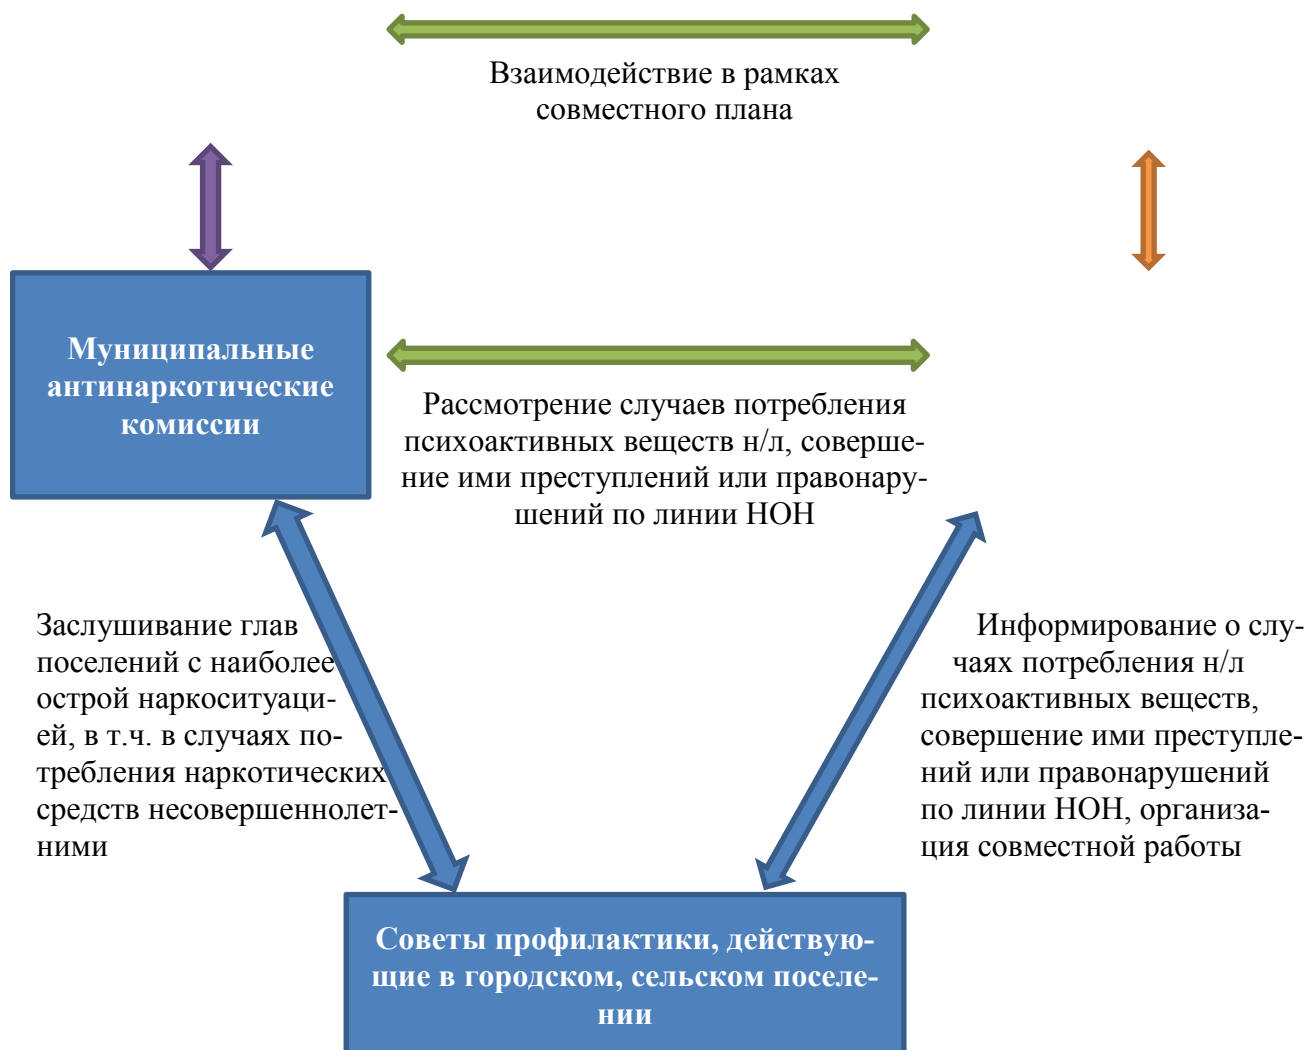 Взаимодействие в рамках
совместного плана
Муниципальные
антинаркотические
комиссии
Рассмотрение случаев потребления
психоактивных веществ н/л, соверше-
ние ими преступлений или правонару-
шений по линии НОН
Заслушивание глав
поселений с наиболее
острой наркоситуаци-
ей, в т.ч. в случаях по-
требления наркотических
средств несовершеннолет-
ними
Информирование о слу-
чаях потребления н/л
психоактивных веществ,
совершение ими преступле-
ний или правонарушений
по линии НОН, организа-
ция совместной работы
Советы профилактики, действую-
щие в городском, сельском поселе-
нии